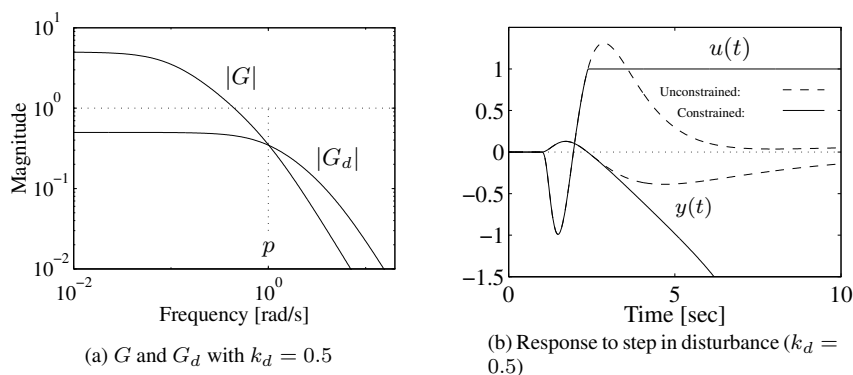 10^1
10^0
10^-1
10^-2
Magnitude
|G|
|G_d|
p
10^-2
10^0
Frequency [rad/s]
(a) G and G_d with k_d = 0.5
u(t)
Unconstrained:
Constrained:
y(t)
1
0.5
0
−0.5
−1
−1.5
0
5
10
Time [sec]
(b) Response to step in disturbance (k_d =
0.5)